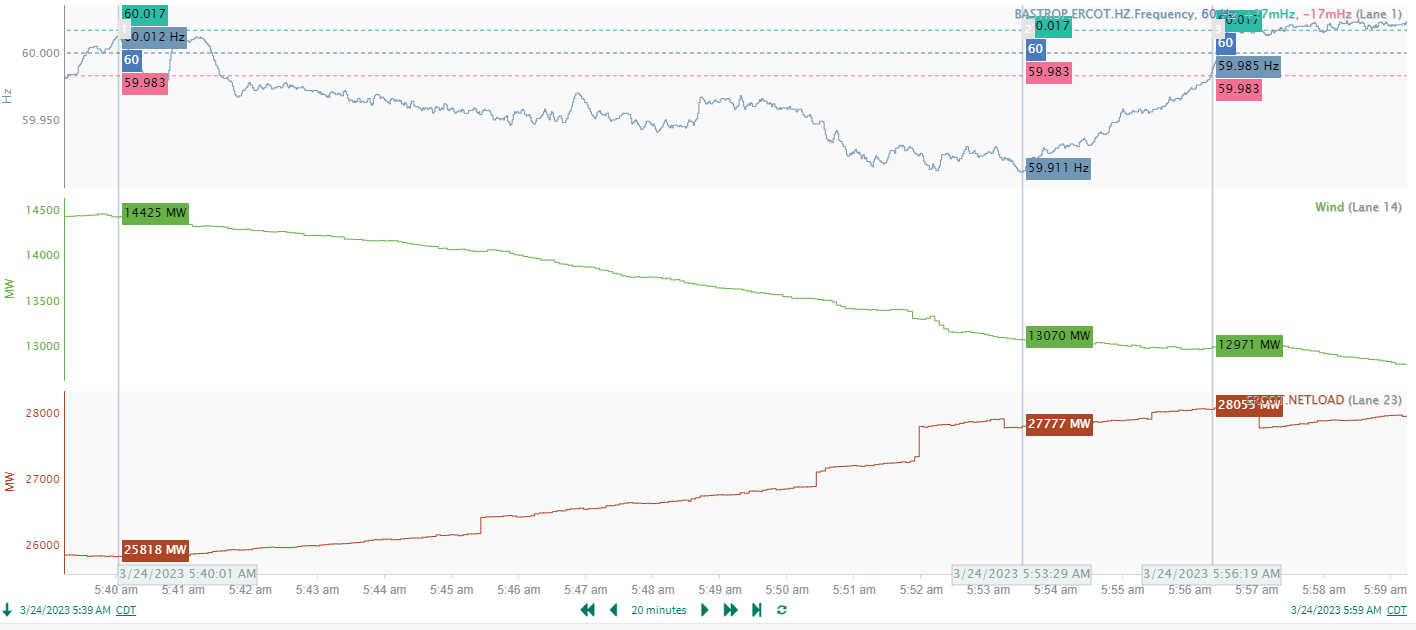 60.017
60.000
60.012 Hz
60
59.983
59.950
Hz
BASTROP.ERCOT.HZ.Frequency, 60 Hz, 17mHz, −17mHz (Lane 1)
2
0.017
60
59.983
59.911 Hz
0.017
60
59.985 Hz
59.983
14500
14000
13500
13000
MW
14425 MW
13070 MW
12971 MW
Wind (Lane 14)
28000
27000
26000
MW
25818 MW
27777 MW
28055 MW
ERCOT.NETLOAD (Lane 23)
3/24/2023 5:40:01 AM
3/24/2023 5:53:29 AM
3/24/2023 5:56:19 AM
5:40 am 5:41 am 5:42 am 5:43 am 5:44 am 5:45 am 5:46 am 5:47 am 5:48 am 5:49 am 5:50 am 5:51 am 5:52 am 5:53 am 5:54 am 5:55 am 5:56 am 5:57 am 5:58 am 5:59 am
3/24/2023 5:39 AM CDT
20 minutes
3/24/2023 5:59 AM CDT